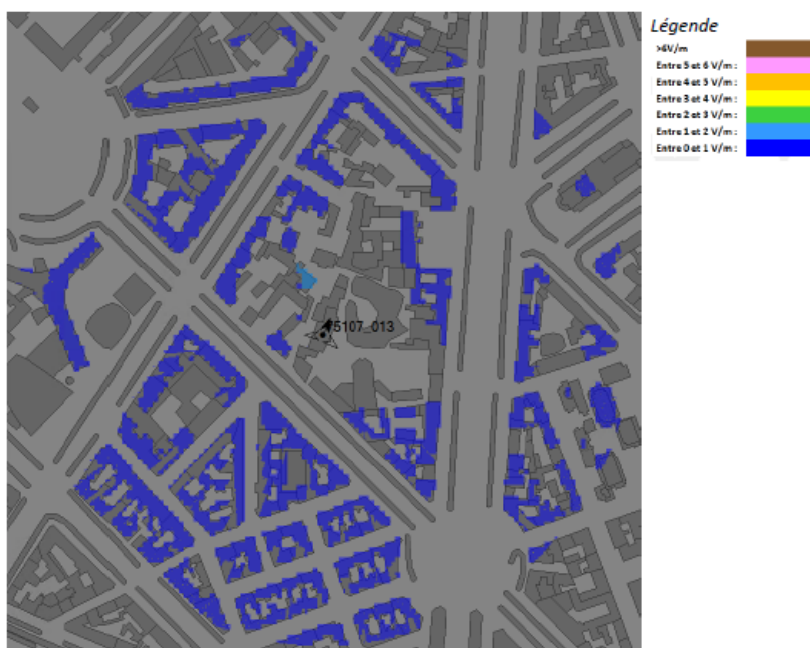 Légende
>6V/m
Entre 5 et 6 V/m :
Entre 4 et 5 V/m :
Entre 3 et 4 V/m :
Entre 2 et 3 V/m :
Entre 1 et 2 V/m :
Entre 0 et 1 V/m :
75107_013